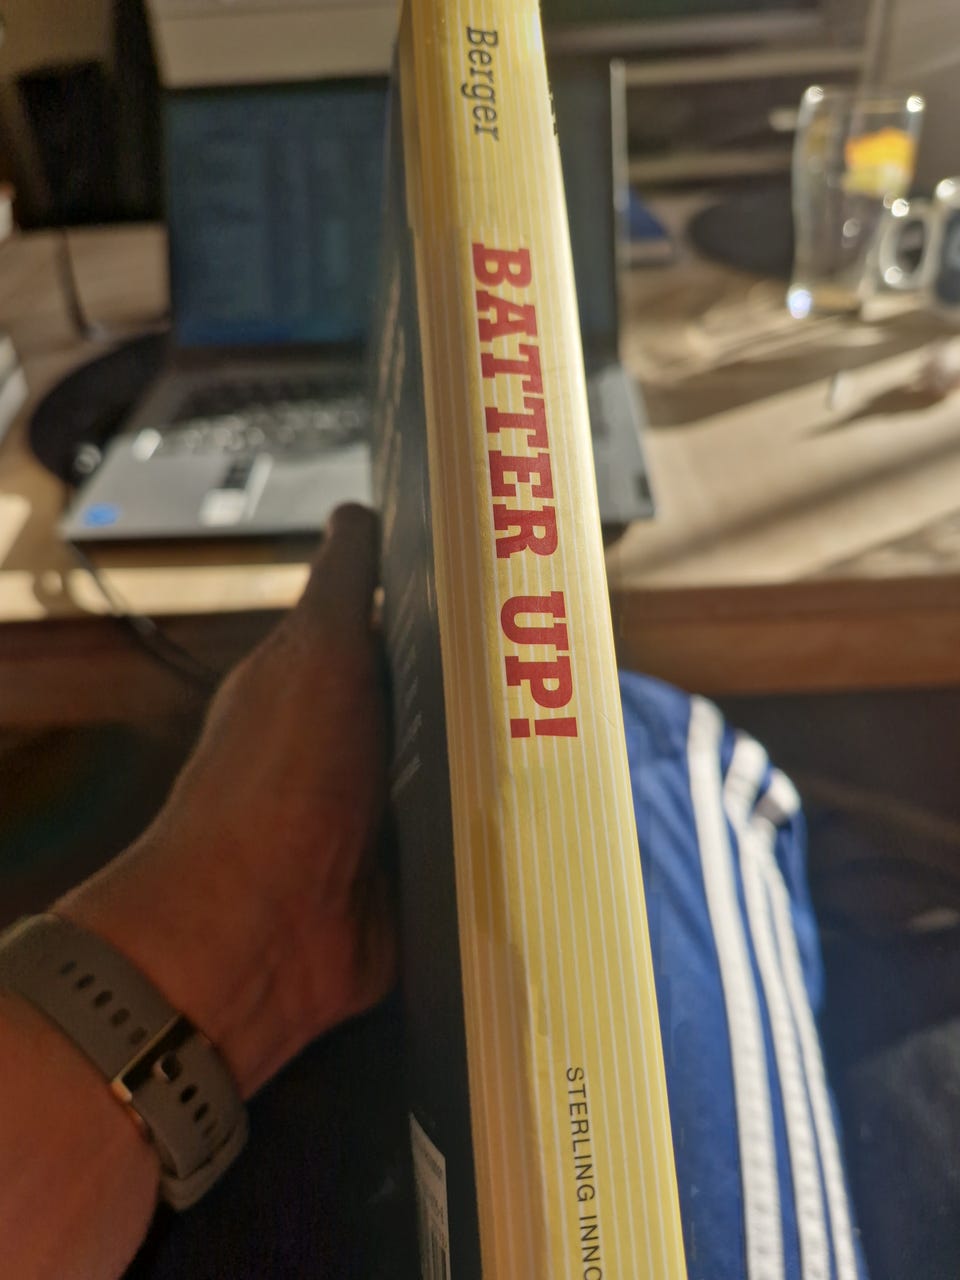 Berger
BATTER UP!
STERLING INNO